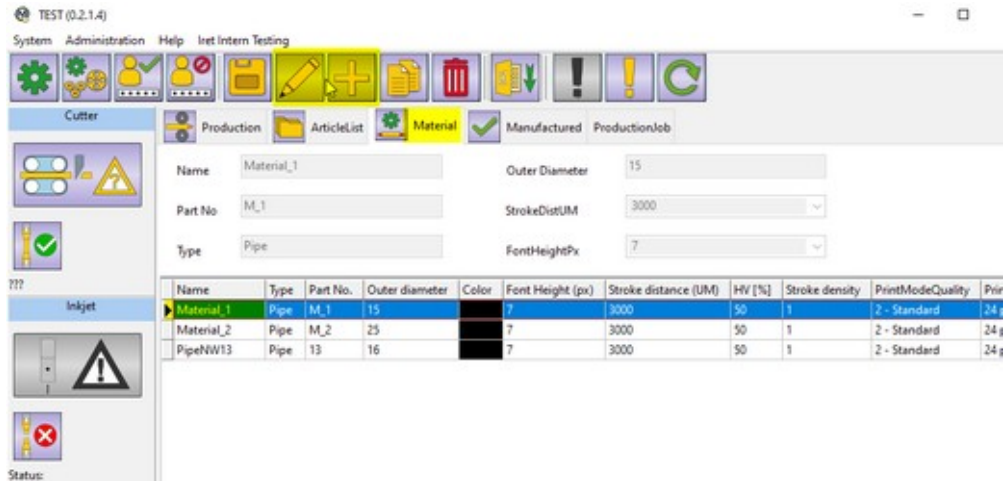 TEST (0.2.1.4)
System Administration Help Iret Intern Testing
Cutter
Production ArticleList Material Manufactured ProductionJob
Name Material_1 Outer Diameter 15
Part No M_1 StrokeDistUM 3000
Type Pipe FontHeightPx 7
???
Name Type Part No. Outer diameter Color Font Height (px) Stroke distance (UM) HV [%] Stroke density PrintModeQuality Prin
Material_1 Pipe M_1 15 7 3000 50 1 2 - Standard 24 p
Material_2 Pipe M_2 25 7 3000 50 1 2 - Standard 24 p
PipeNW13 Pipe 13 16 7 3000 50 1 2 - Standard 24 p
Inkjet
Status: